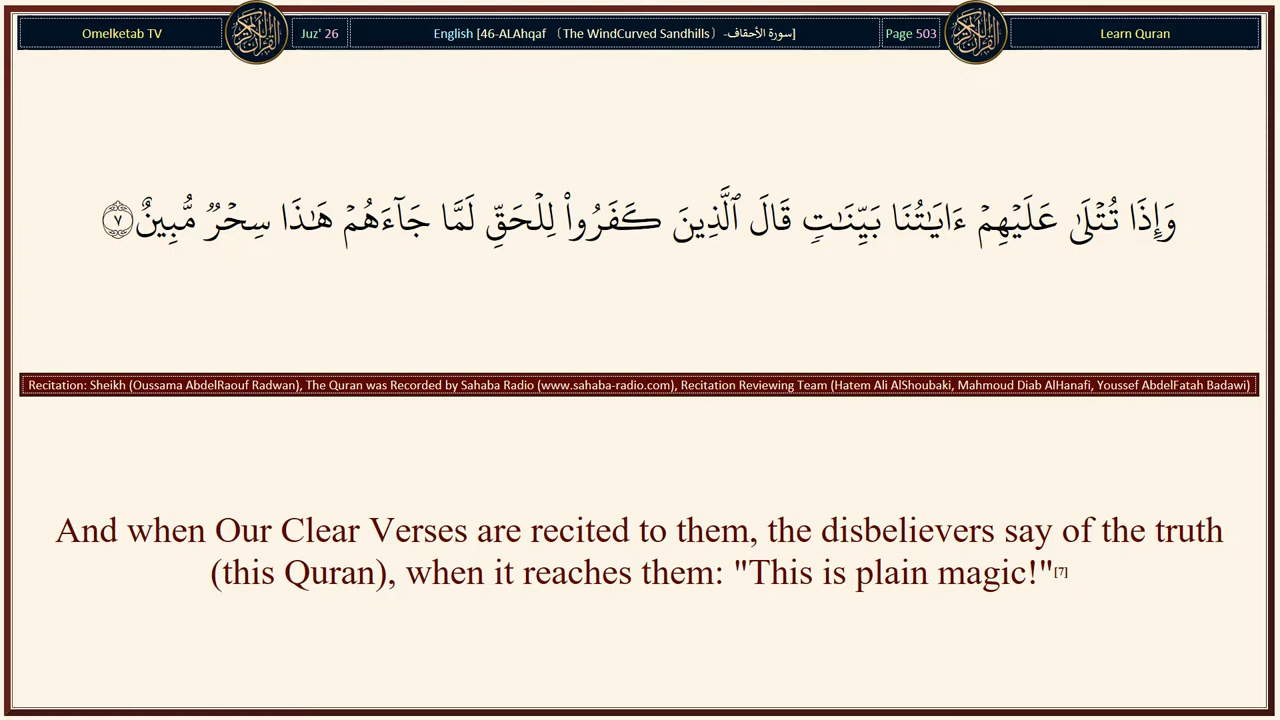 Omelketab TV
Juz' 26
English [46-ALAhqaf （The WindCurved Sandhills） -سورة الأحقاف]
Page 503
Learn Quran
وَإِذَا تُتۡلَىٰ عَلَيۡهِمۡ ءَايَٰتُنَا بَيِّنَٰتٖ قَالَ ٱلَّذِينَ كَفَرُواْ لِلۡحَقِّ لَمَّا جَآءَهُمۡ هَٰذَا سِحۡرٞ مُّبِينٌ ٧
Recitation: Sheikh (Oussama AbdelRaouf Radwan), The Quran was Recorded by Sahaba Radio (www.sahaba-radio.com), Recitation Reviewing Team (Hatem Ali AlShoubaki, Mahmoud Diab AlHanafi, Youssef AbdelFatah Badawi)
And when Our Clear Verses are recited to them, the disbelievers say of the truth
(this Quran), when it reaches them: "This is plain magic!"[7]